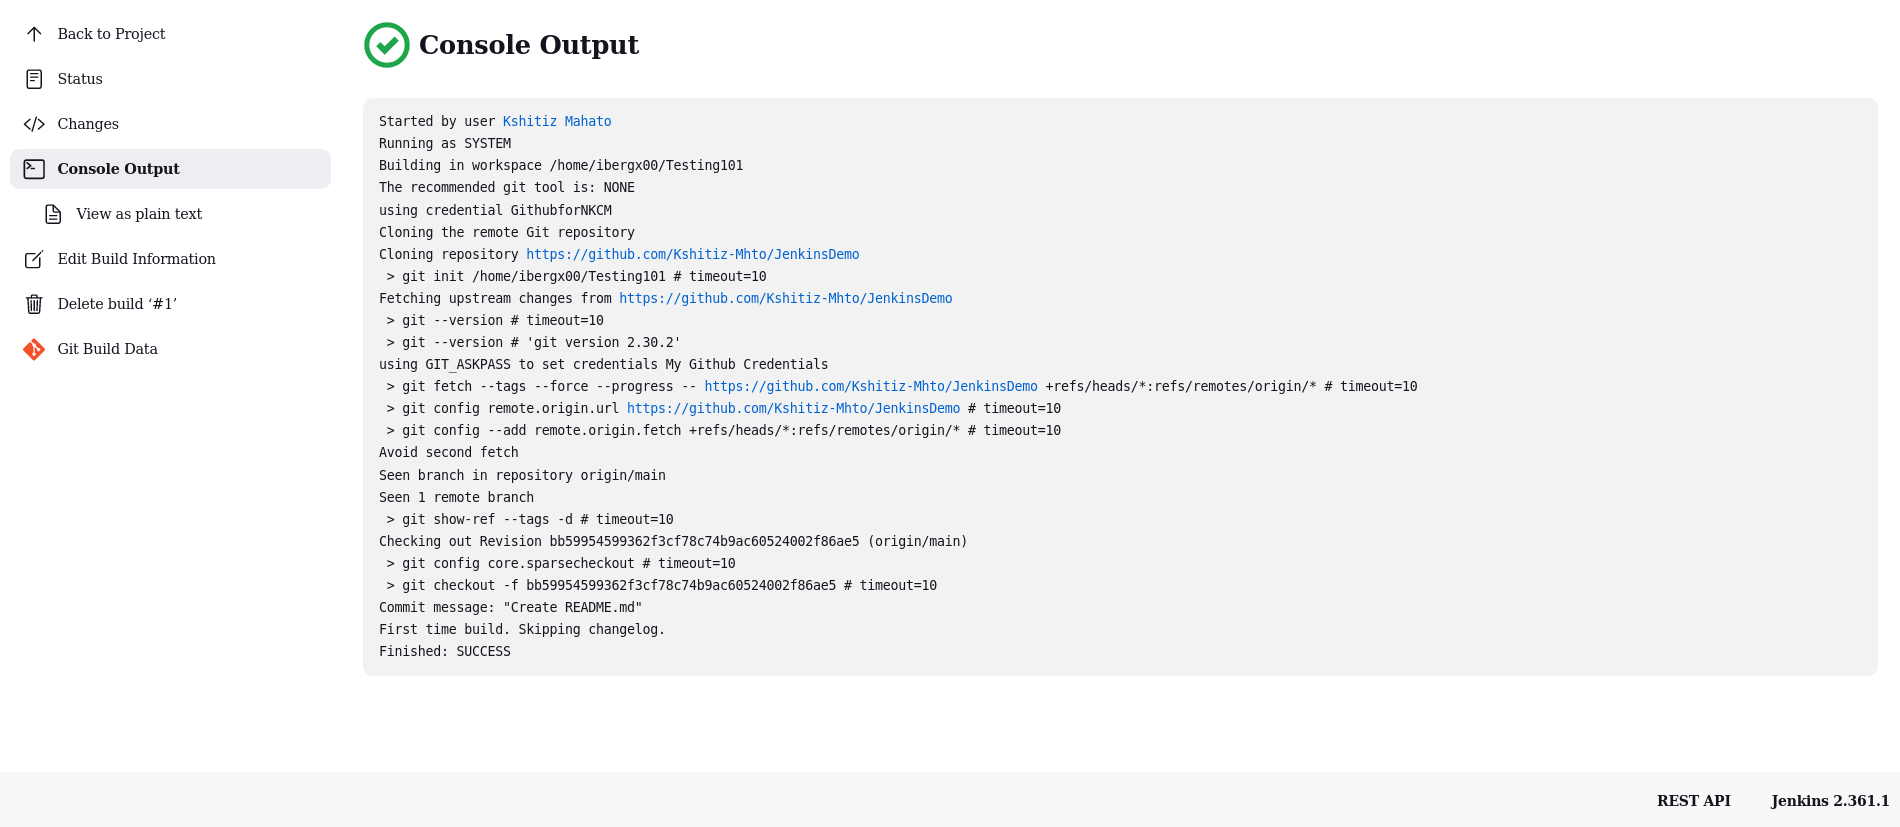 Back to Project
Status
Changes
Console Output
View as plain text
Edit Build Information
Delete build ‘#1’
Git Build Data
Console Output
Started by user Kshitiz Mahato
Running as SYSTEM
Building in workspace /home/ibergx00/Testing101
The recommended git tool is: NONE
using credential GithubforNKCM
Cloning the remote Git repository
Cloning repository https://github.com/Kshitiz-Mhto/JenkinsDemo
 > git init /home/ibergx00/Testing101 # timeout=10
Fetching upstream changes from https://github.com/Kshitiz-Mhto/JenkinsDemo
 > git --version # timeout=10
 > git --version # 'git version 2.30.2'
using GIT_ASKPASS to set credentials My Github Credentials
 > git fetch --tags --force --progress -- https://github.com/Kshitiz-Mhto/JenkinsDemo +refs/heads/*:refs/remotes/origin/* # timeout=10
 > git config remote.origin.url https://github.com/Kshitiz-Mhto/JenkinsDemo # timeout=10
 > git config --add remote.origin.fetch +refs/heads/*:refs/remotes/origin/* # timeout=10
Avoid second fetch
Seen branch in repository origin/main
Seen 1 remote branch
 > git show-ref --tags -d # timeout=10
Checking out Revision bb59954599362f3cf78c74b9ac60524002f86ae5 (origin/main)
 > git config core.sparsecheckout # timeout=10
 > git checkout -f bb59954599362f3cf78c74b9ac60524002f86ae5 # timeout=10
Commit message: "Create README.md"
First time build. Skipping changelog.
Finished: SUCCESS
REST API
Jenkins 2.361.1